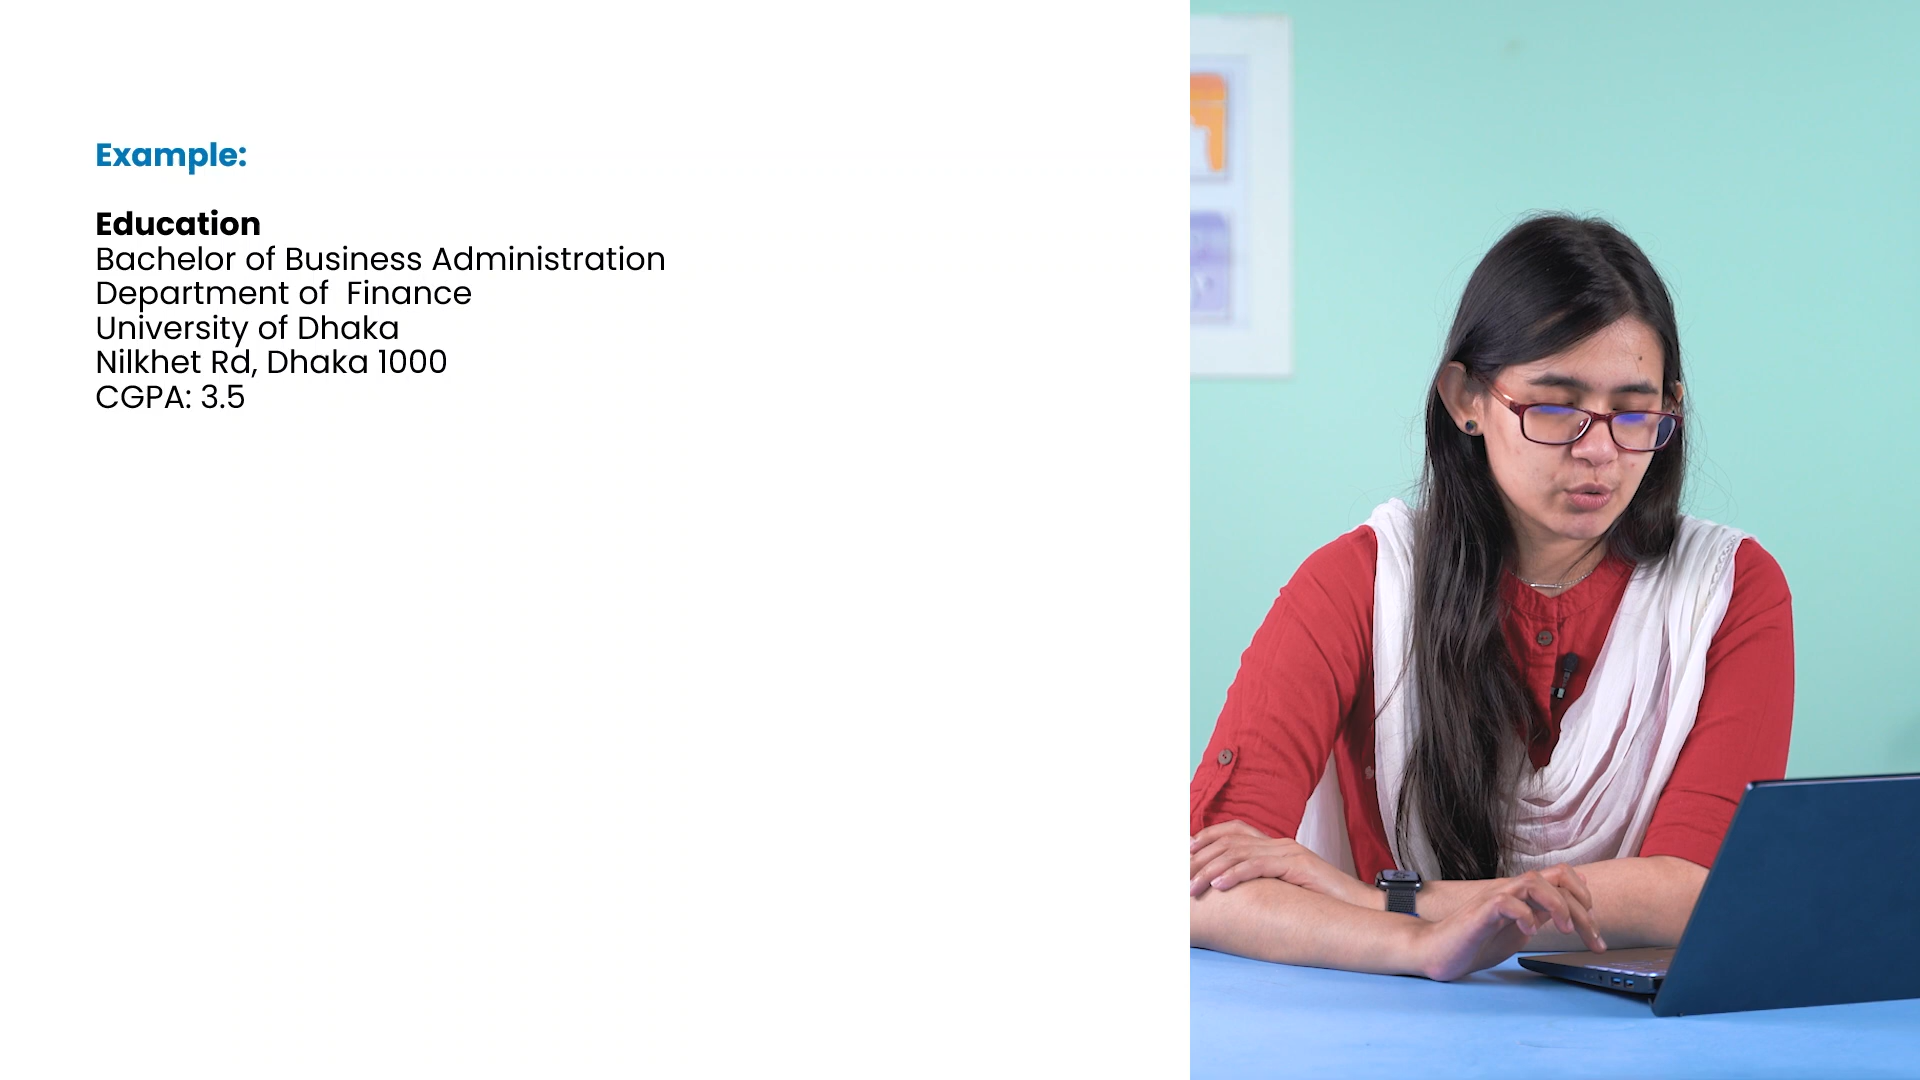 Example:
Education
Bachelor of Business Administration
Department of  Finance
University of Dhaka
Nilkhet Rd, Dhaka 1000
CGPA: 3.5